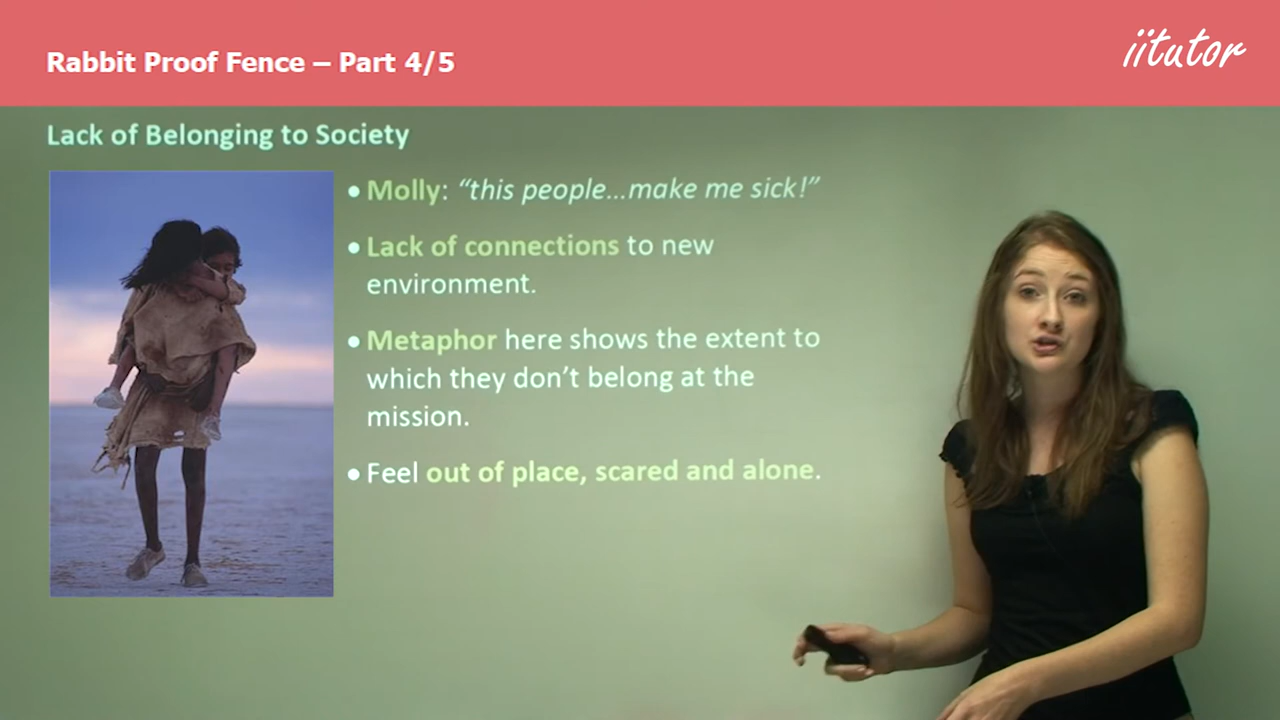 Rabbit Proof Fence – Part 4/5
iitutor
Lack of Belonging to Society
• Molly: “this people...make me sick!”
• Lack of connections to new
environment.
• Metaphor here shows the extent to
which they don’t belong at the
mission.
• Feel out of place, scared and alone.